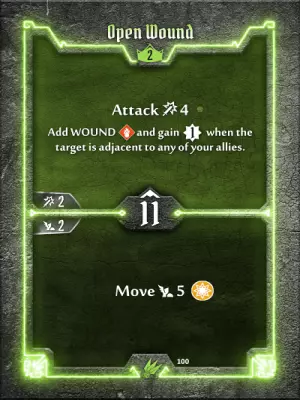 Open Wound
2
Attack 4
Add WOUND and gain 1 when the
target is adjacent to any of your allies.
2
11
2
Move 5
100